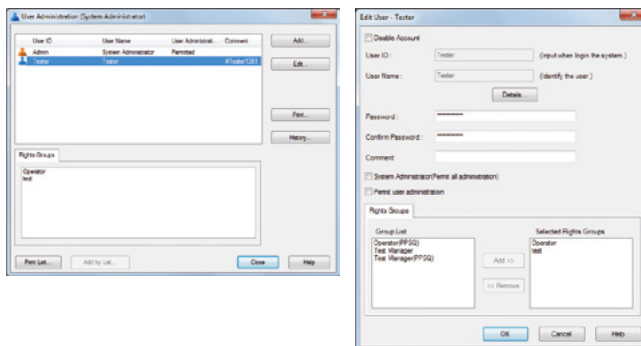 User Administration (System Administrator)
User ID User Name User Administrati... Comment
Admin System Administrator Permitted
Tester Tester #Tester1261
Add...
Edit...
Print...
History...
Rights Groups
Operator
test
Print List... Add by List... Close Help
Edit User - Tester
Disable Account
User ID : Tester (Input when login the system.)
User Name : Tester (Identify the user.)
Details...
Password :
Confirm Password :
Comment
System Administrator(Permit all administration)
Permit user administration
Rights Groups
Group List Selected Rights Groups
Operator(PPSQ) Operator
Test Manager test
Test Manager(PPSQ)
Add >>
<< Remove
OK Cancel Help